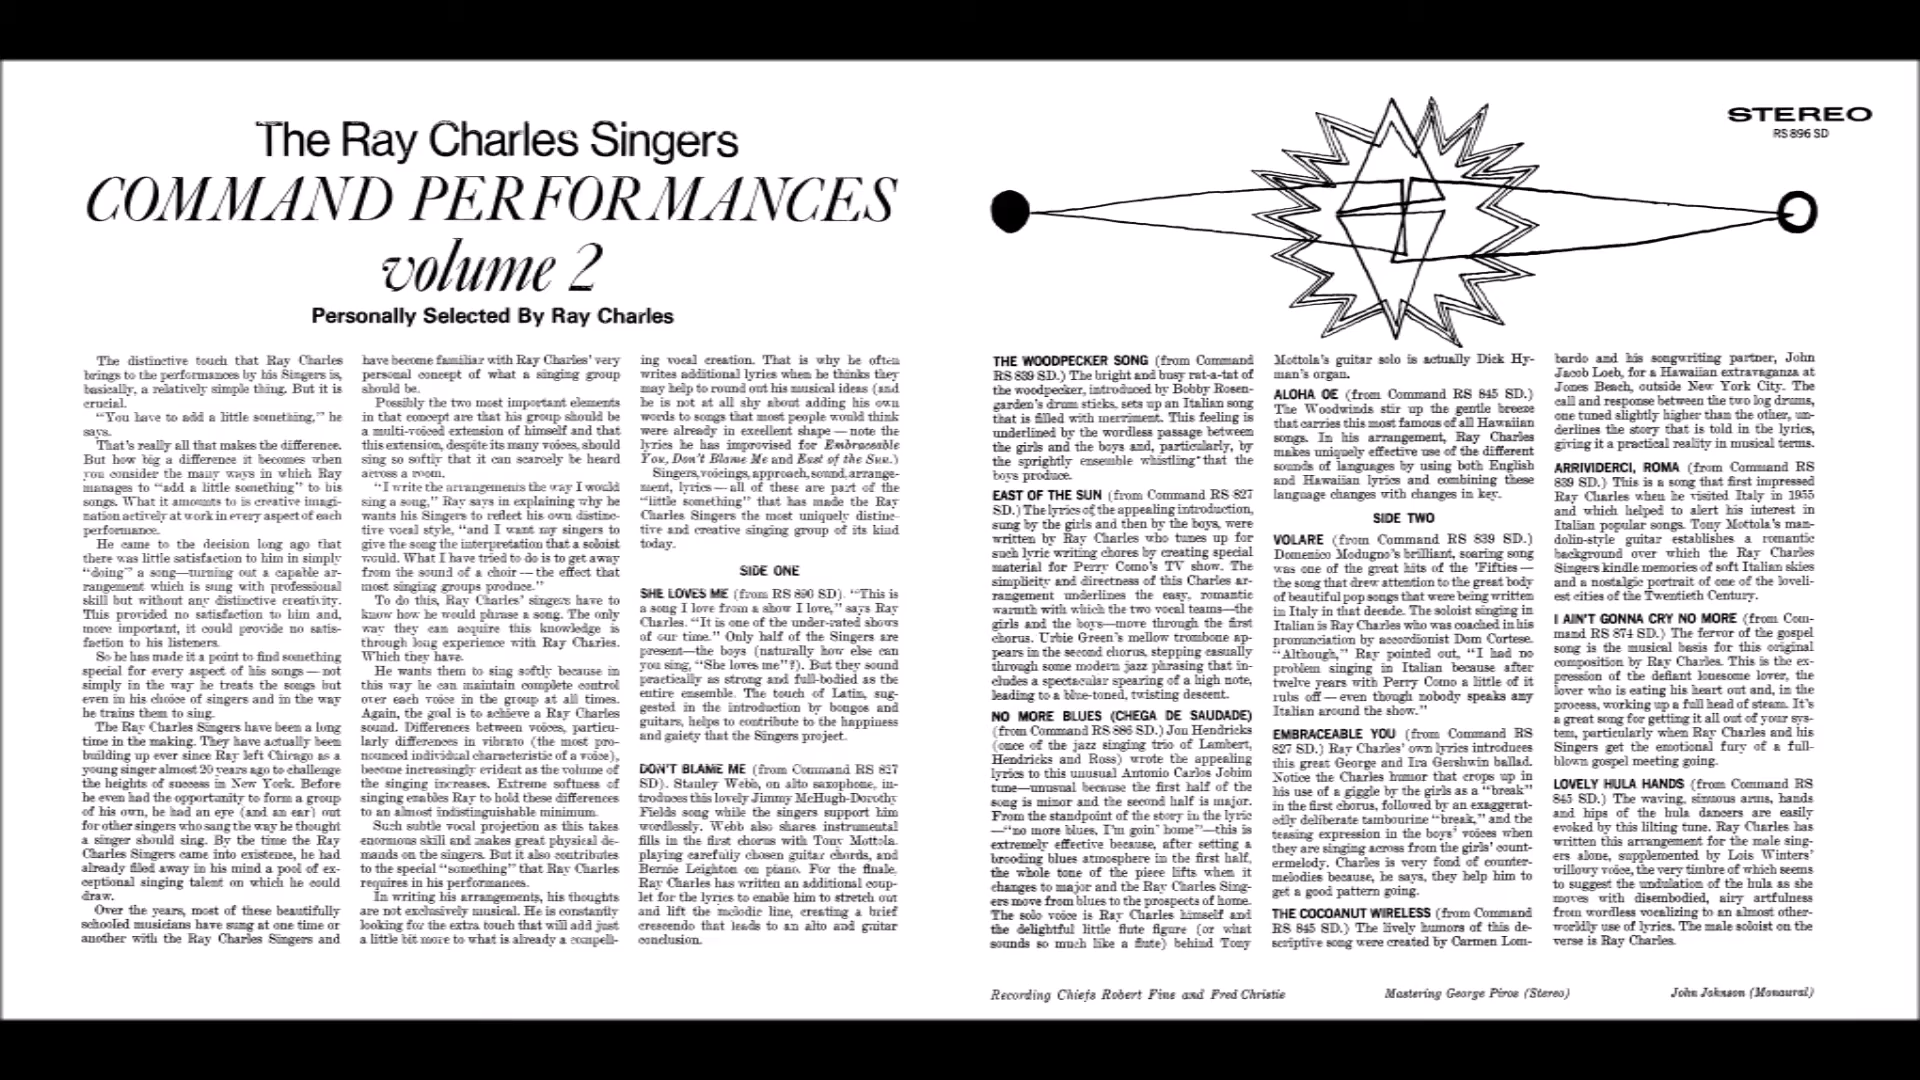 The Ray Charles Singers
COMMAND PERFORMANCES
volume 2
Personally Selected By Ray Charles
The distinctive touch that Ray Charles
brings to the performances by his Singers is,
basically, a relatively simple thing. But it is
crucial.
"You have to add a little something," he
says.
That's really all that makes the difference.
But how big a difference it becomes when
you consider the many ways in which Ray
manages to "add a little something" to his
songs. What it amounts to is creative imagi-
nation actively at work in every aspect of each
performance.
He came to the decision long ago that
there was little satisfaction to him in simply
"doing" a song—turning out a capable ar-
rangement which is sung with professional
skill but without any distinctive creativity.
This provided no satisfaction to him and,
more important, it could provide no satis-
faction to his listeners.
So he has made it a point to find something
special for every aspect of his songs—not
simply in the way he treats the songs but
even in his choice of singers and in the way
he trains them to sing.
The Ray Charles Singers have been a long
time in the making. They have actually been
building up ever since Ray left Chicago as a
young singer almost 20 years ago to challenge
the heights of success in New York. Before
he even had the opportunity to form a group
of his own, he had an eye (and an ear) out
for other singers who sang the way he thought
a singer should sing. By the time the Ray
Charles Singers came into existence, he had
already filed away in his mind a pool of ex-
ceptional singing talent on which he could
draw.
Over the years, most of these beautifully
schooled musicians have sung at one time or
another with the Ray Charles Singers and
have become familiar with Ray Charles' very
personal concept of what a singing group
should be.
Possibly the two most important elements
in that concept are that his group should be
a multi-voiced extension of himself and that
this extension, despite its many voices, should
sing so softly that it can scarcely be heard
across a room.
"I write the arrangements the way I would
sing a song," Ray says in explaining why he
wants his Singers to reflect his own distinc-
tive vocal style, "and I want my singers to
give the song the interpretation that a soloist
would. What I have tried to do is to get away
from the sound of a choir—the effect that
most singing groups produce."
To do this, Ray Charles' singers have to
know how he would phrase a song. The only
way they can acquire this knowledge is
through long experience with Ray Charles.
Which they have.
He wants them to sing softly because in
this way he can maintain complete control
over each voice in the group at all times.
Again, the goal is to achieve a Ray Charles
sound. Differences between voices, particu-
larly differences in vibrato (the most pro-
nounced individual characteristic of a voice),
become increasingly evident as the volume of
singing increases. Extreme softness of
singing enables Ray to hold these differences
to an almost indistinguishable minimum.
Such subtle vocal projection as this takes
enormous skill and makes great physical de-
mands on the singers. But it also contributes
to the special "something" that Ray Charles
requires in his performances.
In writing his arrangements, his thoughts
are not exclusively musical. He is constantly
looking for the extra touch that will add just
a little bit more to what is already a compell-
ing vocal creation. That is why he often
writes additional lyrics when he thinks they
may help to round out his musical ideas (and
he is not at all shy about adding his own
words to songs that most people would think
were already in excellent shape—note the
lyrics he has improvised for Embraceable
You, Don't Blame Me and East of the Sun.)
Singers, voicings, approach, sound, arrange-
ment, lyrics—all of these are part of the
"little something" that has made the Ray
Charles Singers the most uniquely distinc-
tive and creative singing group of its kind
today.
SIDE ONE
SHE LOVES ME (from RS 890 SD). "This is
a song I love from a show I love," says Ray
Charles. "It is one of the under-rated shows
of our time." Only half of the Singers are
present—the boys (naturally how else can
you sing, "She loves me"?). But they sound
practically as strong and full-bodied as the
entire ensemble. The touch of Latin, sug-
gested in the introduction by bongos and
guitars, helps to contribute to the happiness
and gaiety that the Singers project.
DON'T BLAME ME (from Command RS 827
SD). Stanley Webb, on alto saxophone, in-
troduces this lovely Jimmy McHugh-Dorothy
Fields song while the singers support him
wordlessly. Webb also shares instrumental
fills in the first chorus with Tony Mottola,
playing carefully chosen guitar chords, and
Bernie Leighton on piano. For the finale,
Ray Charles has written an additional coup-
let for the lyrics to enable him to stretch out
and lift the melodic line, creating a brief
crescendo that leads to an alto and guitar
conclusion.
STEREO
RS 896 SD
THE WOODPECKER SONG (from Command
RS 839 SD.) The bright and busy rat-a-tat of
the woodpecker, introduced by Bobby Rosen-
garden's drum sticks, sets up an Italian song
that is filled with merriment. This feeling is
underlined by the wordless passage between
the girls and the boys and, particularly, by
the sprightly ensemble whistling that the
boys produce.
EAST OF THE SUN (from Command RS 827
SD.) The lyrics of the appealing introduction,
sung by the girls and then by the boys, were
written by Ray Charles who tunes up for
such lyric writing chores by creating special
material for Perry Como's TV show. The
simplicity and directness of this Charles ar-
rangement underlines the easy, romantic
warmth with which the two vocal teams—the
girls and the boys—move through the first
chorus. Urbie Green's mellow trombone ap-
pears in the second chorus, stepping casually
through some modern jazz phrasing that in-
cludes a spectacular spearing of a high note,
leading to a blue-toned, twisting descent.
NO MORE BLUES (CHEGA DE SAUDADE)
(from Command RS 886 SD.) Jon Hendricks
(once of the jazz singing trio of Lambert,
Hendricks and Ross) wrote the appealing
lyrics to this unusual Antonio Carlos Jobim
tune—unusual because the first half of the
song is minor and the second half is major.
From the standpoint of the story in the lyric
—"no more blues, I'm goin' home"—this is
extremely effective because, after setting a
brooding blues atmosphere in the first half,
the whole tone of the piece lifts when it
changes to major and the Ray Charles Sing-
ers move from blues to the prospects of home.
The solo voice is Ray Charles himself and
the delightful little flute figure (or what
sounds so much like a flute) behind Tony
Mottola's guitar solo is actually Dick Hy-
man's organ.
ALOHA OE (from Command RS 845 SD.)
The Woodwinds stir up the gentle breeze
that carries this most famous of all Hawaiian
songs. In his arrangement, Ray Charles
makes uniquely effective use of the different
sounds of languages by using both English
and Hawaiian lyrics and combining these
language changes with changes in key.
SIDE TWO
VOLARE (from Command RS 839 SD.)
Domenico Modugno's brilliant, soaring song
was one of the great hits of the 'Fifties—
the song that drew attention to the great body
of beautiful pop songs that were being written
in Italy in that decade. The soloist singing in
Italian is Ray Charles who was coached in his
pronunciation by accordionist Dom Cortese.
"Although," Ray pointed out, "I had no
problem singing in Italian because after
twelve years with Perry Como a little of it
rubs off—even though nobody speaks any
Italian around the show."
EMBRACEABLE YOU (from Command RS
827 SD.) Ray Charles' own lyrics introduces
this great George and Ira Gershwin ballad.
Notice the Charles humor that crops up in
his use of a giggle by the girls as a "break"
in the first chorus, followed by an exaggerat-
edly deliberate tambourine "break," and the
teasing expression in the boys' voices when
they are singing across from the girls' count-
ermelody. Charles is very fond of counter-
melodies because, he says, they help him to
get a good pattern going.
THE COCOANUT WIRELESS (from Command
RS 845 SD.) The lively humors of this de-
scriptive song were created by Carmen Lom-
bardo and his songwriting partner, John
Jacob Loeb, for a Hawaiian extravaganza at
Jones Beach, outside New York City. The
call and response between the two log drums,
one tuned slightly higher than the other, un-
derlines the story that is told in the lyrics,
giving it a practical reality in musical terms.
ARRIVIDERCI, ROMA (from Command RS
839 SD.) This is a song that first impressed
Ray Charles when he visited Italy in 1955
and which helped to alert his interest in
Italian popular songs. Tony Mottola's man-
dolin-style guitar establishes a romantic
background over which the Ray Charles
Singers kindle memories of soft Italian skies
and a nostalgic portrait of one of the loveli-
est cities of the Twentieth Century.
I AIN'T GONNA CRY NO MORE (from Com-
mand RS 874 SD.) The fervor of the gospel
song is the musical basis for this original
composition by Ray Charles. This is the ex-
pression of the defiant lonesome lover, the
lover who is eating his heart out and, in the
process, working up a full head of steam. It's
a great song for getting it all out of your sys-
tem, particularly when Ray Charles and his
Singers get the emotional fury of a full-
blown gospel meeting going.
LOVELY HULA HANDS (from Command RS
845 SD.) The waving, sinuous arms, hands
and hips of the hula dancers are easily
evoked by this lilting tune. Ray Charles has
written this arrangement for the male sing-
ers alone, supplemented by Lois Winters'
willowy voice, the very timbre of which seems
to suggest the undulation of the hula as she
moves with disembodied, airy artfulness
from wordless vocalizing to an almost other-
worldly use of lyrics. The male soloist on the
verse is Ray Charles.
Recording Chiefs Robert Fine and Fred Christie
Mastering George Piros (Stereo)
John Johnson (Monaural)